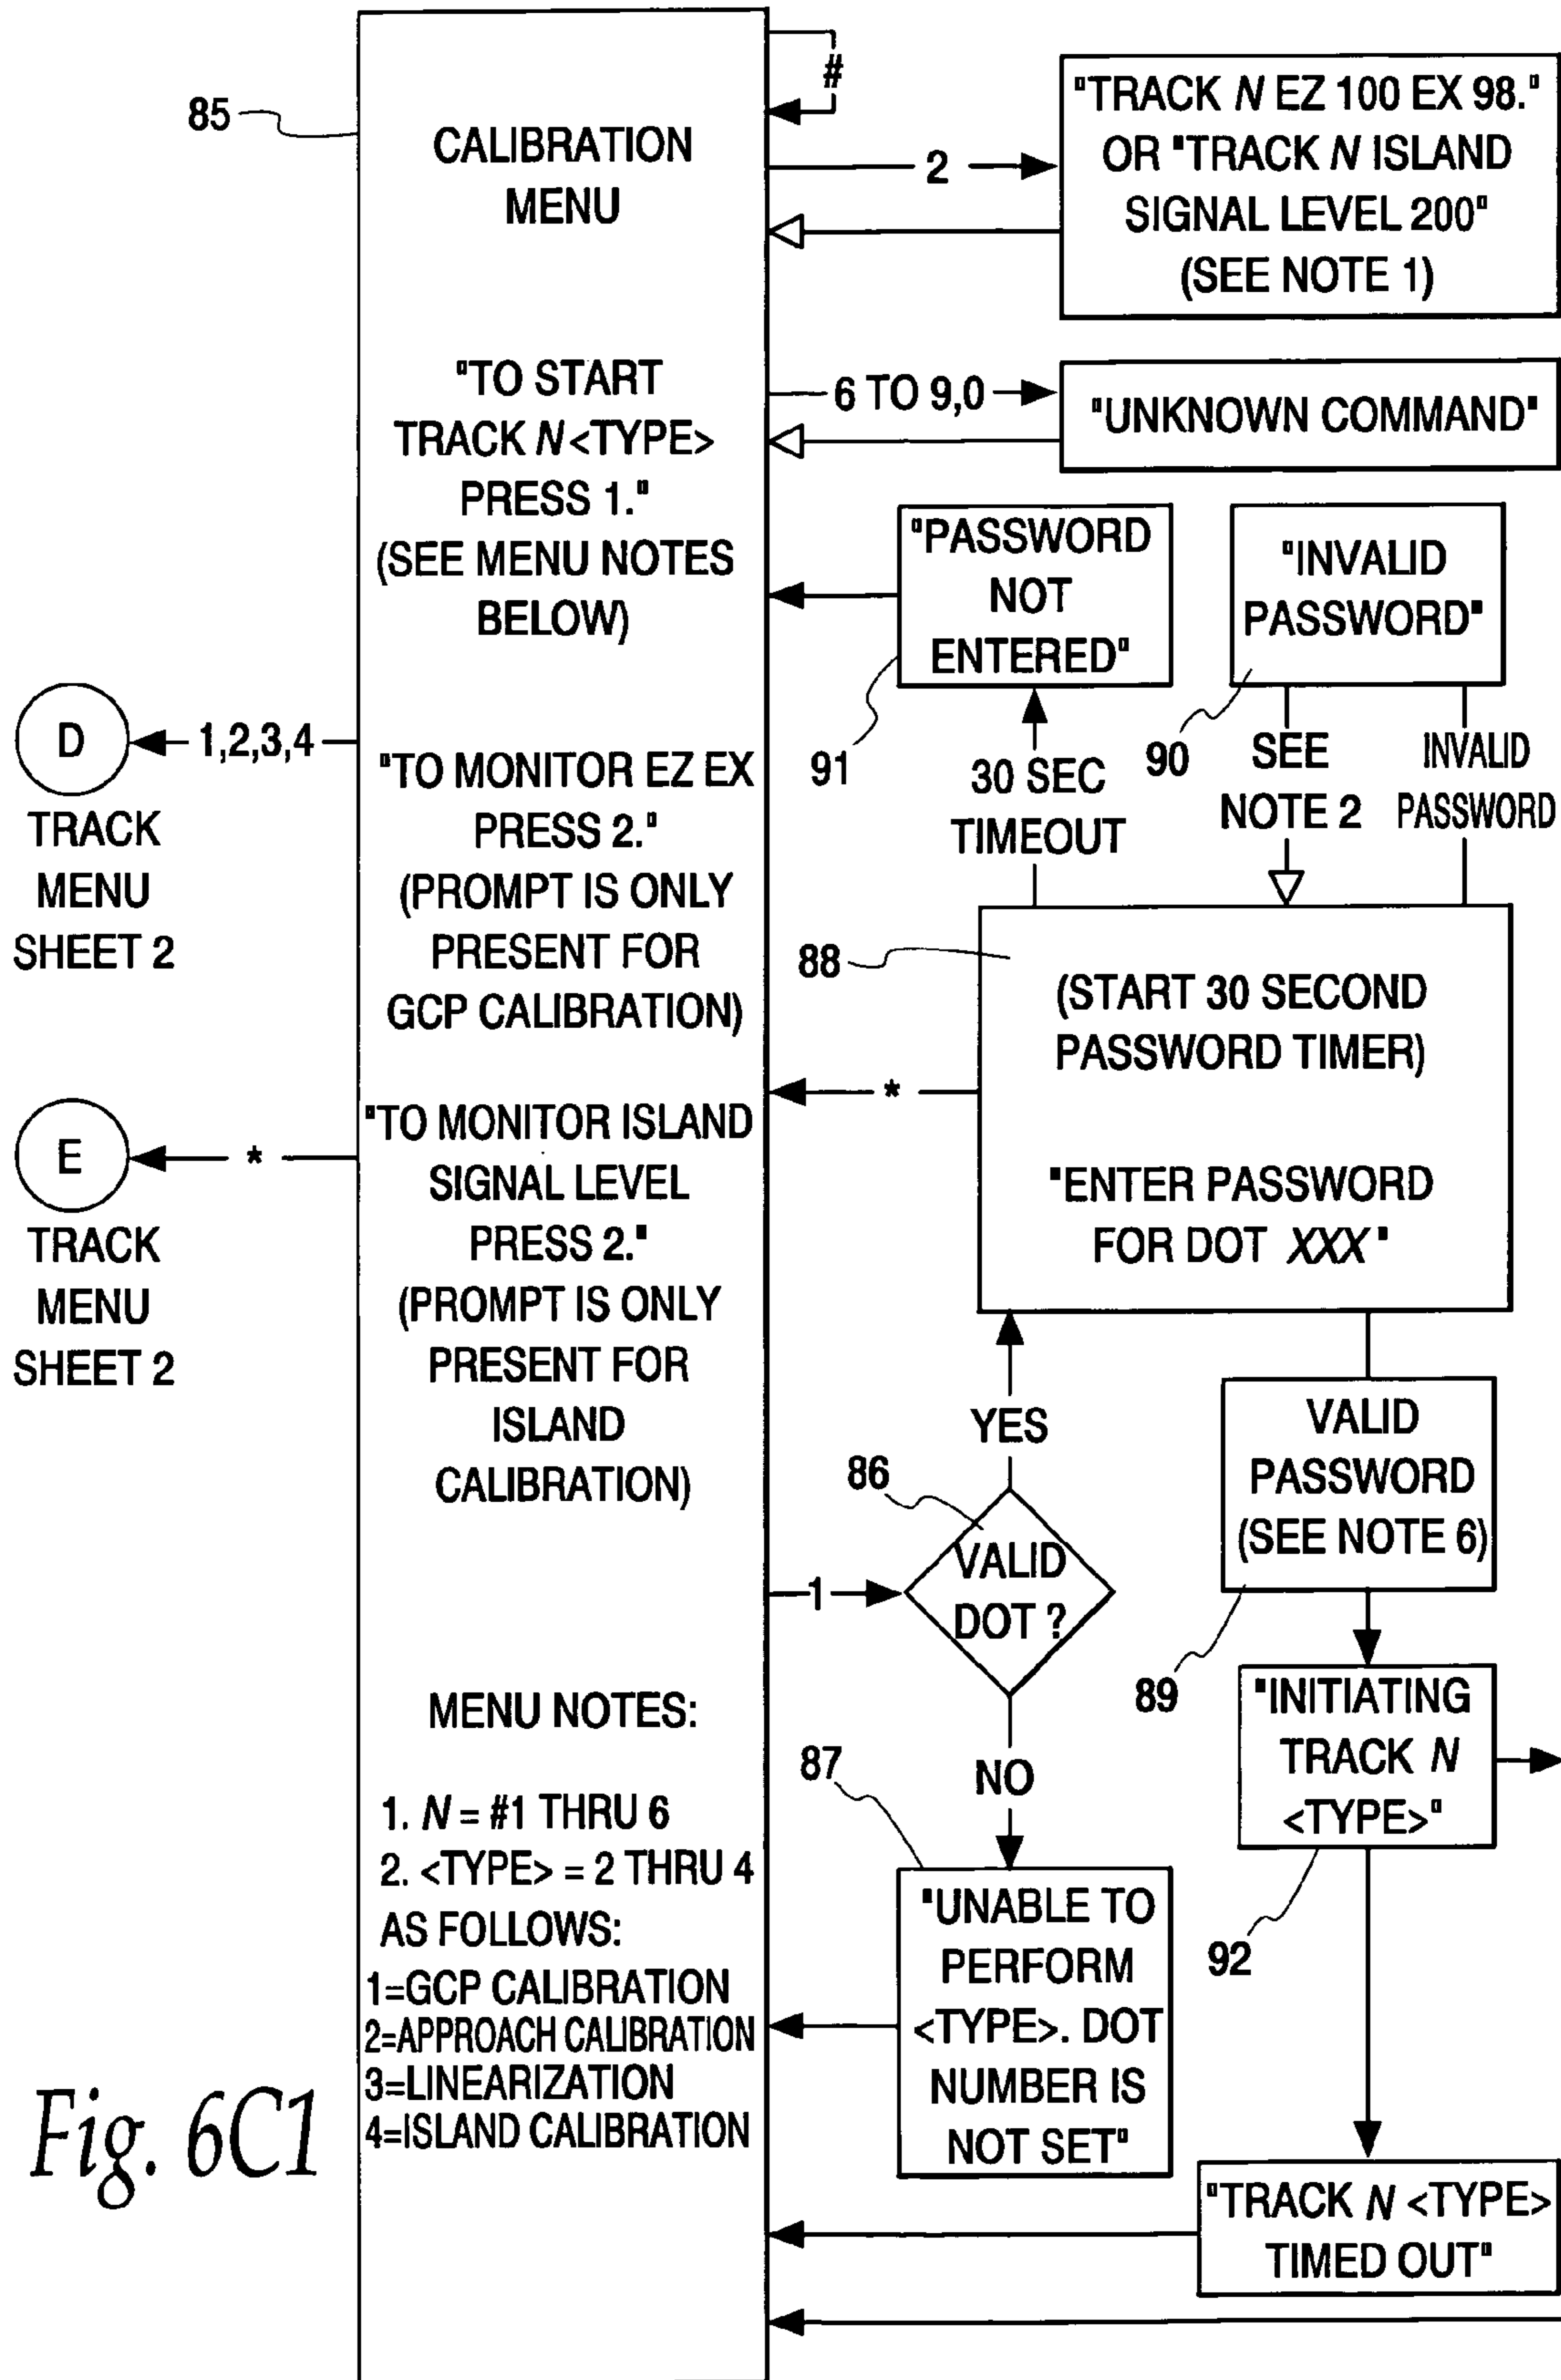 85
CALIBRATION
MENU
"TO START
TRACK N <TYPE>
PRESS 1."
(SEE MENU NOTES
BELOW)
"TO MONITOR EZ EX
PRESS 2."
(PROMPT IS ONLY
PRESENT FOR
GCP CALIBRATION)
"TO MONITOR ISLAND
SIGNAL LEVEL
PRESS 2."
(PROMPT IS ONLY
PRESENT FOR
ISLAND
CALIBRATION)
MENU NOTES:
1. N = #1 THRU 6
2. <TYPE> = 2 THRU 4
AS FOLLOWS:
1=GCP CALIBRATION
2=APPROACH CALIBRATION
3=LINEARIZATION
4=ISLAND CALIBRATION
#
2
"TRACK N EZ 100 EX 98."
OR "TRACK N ISLAND
SIGNAL LEVEL 200"
(SEE NOTE 1)
6 TO 9,0
"UNKNOWN COMMAND"
"PASSWORD
NOT
ENTERED"
91
30 SEC
TIMEOUT
"INVALID
PASSWORD"
90
SEE
NOTE 2
INVALID
PASSWORD
D
1,2,3,4
TRACK
MENU
SHEET 2
E
*
TRACK
MENU
SHEET 2
88
(START 30 SECOND
PASSWORD TIMER)
"ENTER PASSWORD
FOR DOT XXX"
*
YES
86
VALID
DOT ?
1
NO
87
"UNABLE TO
PERFORM
<TYPE>. DOT
NUMBER IS
NOT SET"
VALID
PASSWORD
(SEE NOTE 6)
89
"INITIATING
TRACK N
<TYPE>"
92
"TRACK N <TYPE>
TIMED OUT"
Fig. 6C1